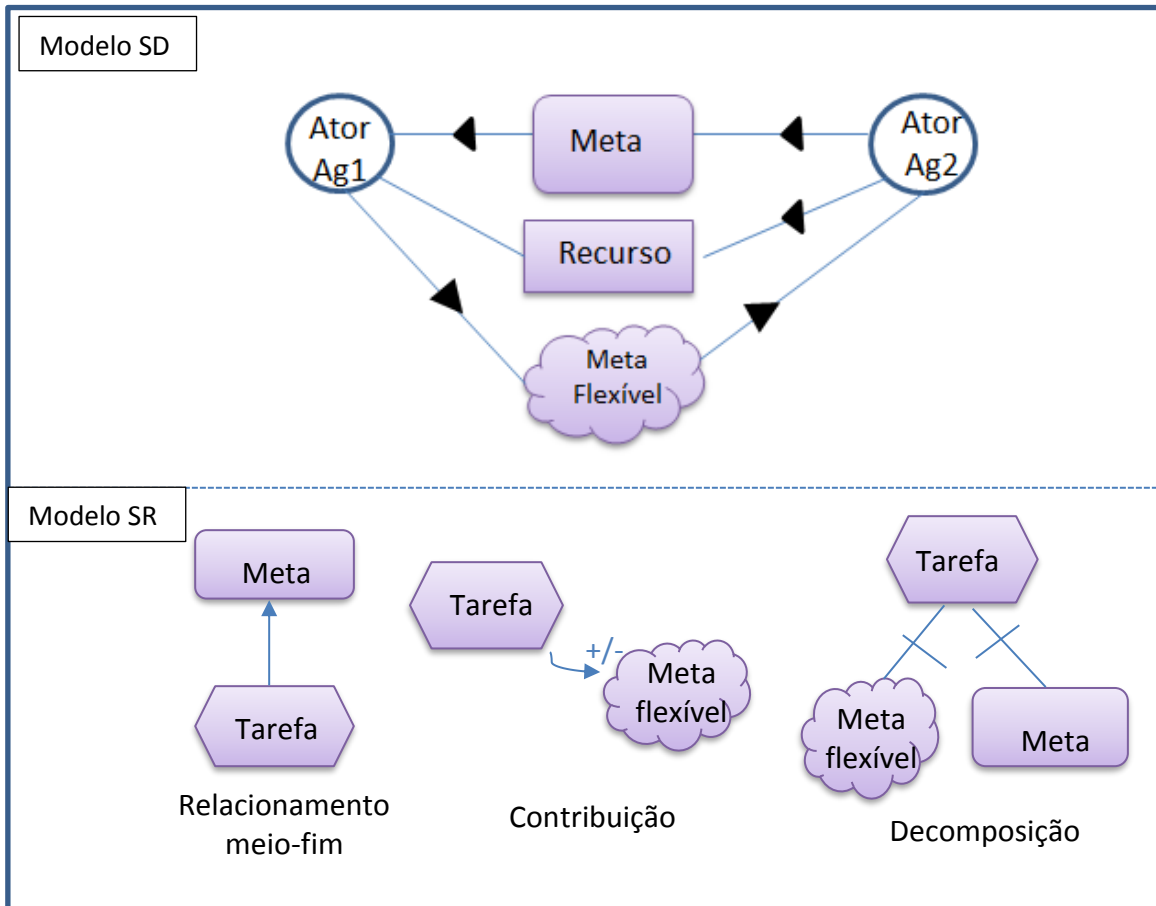 Modelo SD
Ator
Ag1
Meta
Ator
Ag2
Recurso
Meta
Flexível
Modelo SR
Meta
Tarefa
Relacionamento
meio-fim
Tarefa
+/-
Meta
flexível
Contribuição
Tarefa
Meta
flexível
Meta
Decomposição